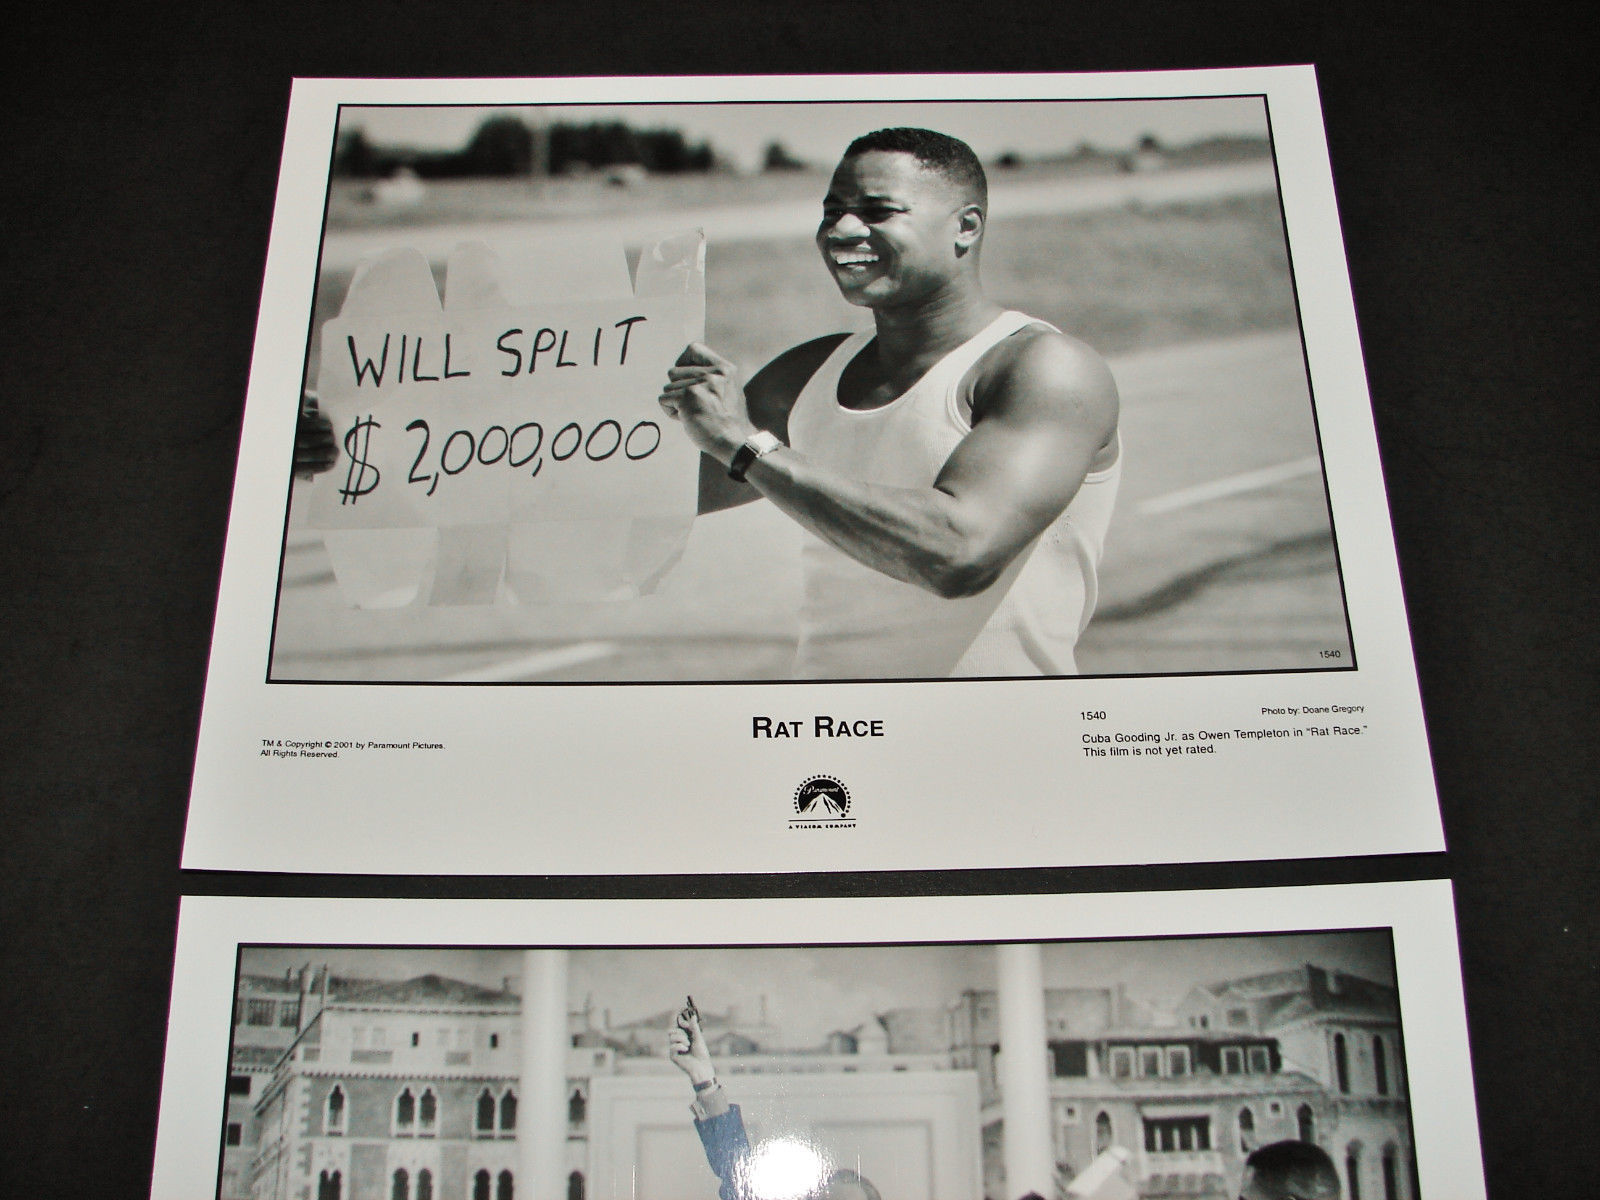 WILL SPLIT
$ 2,000,000
1540
RAT RACE
1540
Photo by: Doane Gregory
Cuba Gooding Jr. as Owen Templeton in "Rat Race."
This film is not yet rated.
TM & Copyright © 2001 by Paramount Pictures.
All Rights Reserved.
Paramount
A VIACOM COMPANY